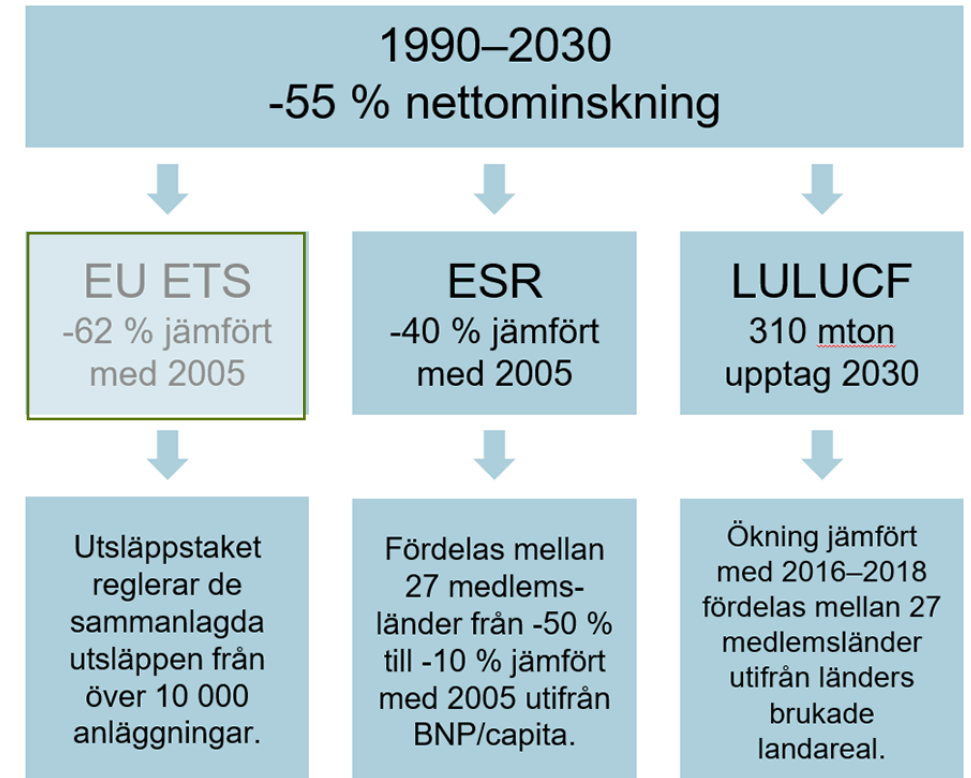 1990–2030
-55 % nettominskning
EU ETS
-62 % jämfört
med 2005
ESR
-40 % jämfört
med 2005
LULUCF
310 mton
upptag 2030
Utsläppstaket
reglerar de
sammanlagda
utsläppen från
över 10 000
anläggningar.
Fördelas mellan
27 medlems-
länder från -50 %
till -10 % jämfört
med 2005 utifrån
BNP/capita.
Ökning jämfört
med 2016–2018
fördelas mellan 27
medlemsländer
utifrån länders
brukade
landareal.